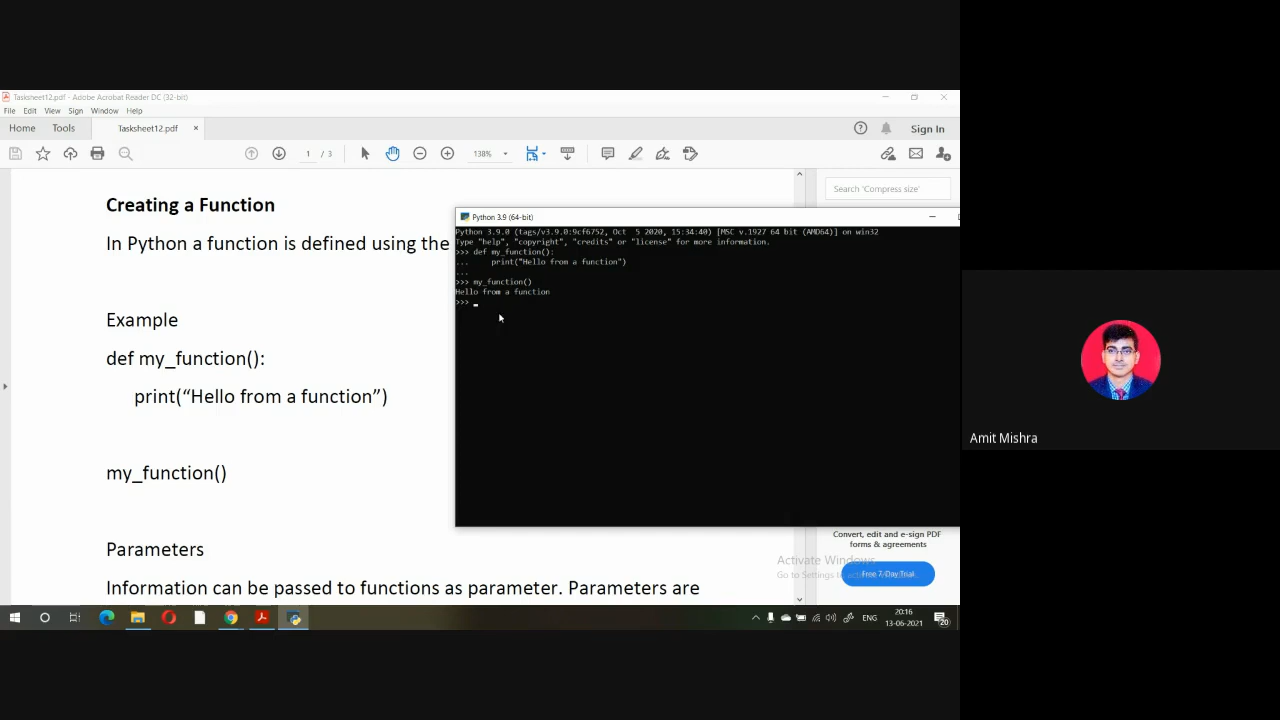 Tasksheet12.pdf - Adobe Acrobat Reader DC (32-bit)
File Edit View Sign Window Help
Home Tools Tasksheet12.pdf × Sign In
1 / 3 138%
Creating a Function
In Python a function is defined using the
Example
def my_function():
print(“Hello from a function”)
my_function()
Parameters
Information can be passed to functions as parameter. Parameters are
Search 'Compress size'
Python 3.9 (64-bit)
Python 3.9.0 (tags/v3.9.0:9cf6752, Oct  5 2020, 15:34:40) [MSC v.1927 64 bit (AMD64)] on win32
Type "help", "copyright", "credits" or "license" for more information.
>>> def my_function():
...     print("Hello from a function")
...
>>> my_function()
Hello from a function
>>>
Convert, edit and e-sign PDF
forms & agreements
Activate Windows
Free 7-Day Trial
ENG
20:16
13-06-2021
20
Amit Mishra